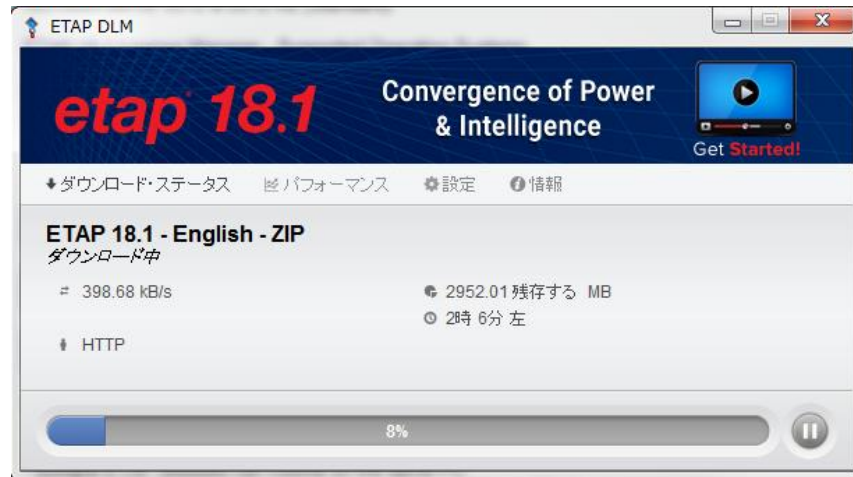 ETAP DLM
etap 18.1
Convergence of Power
& Intelligence
Get Started!
ダウンロード・ステータス パフォーマンス 設定 情報
ETAP 18.1 - English - ZIP
ダウンロード中
398.68 kB/s
2952.01 残存する MB
2時 6分 左
HTTP
8%